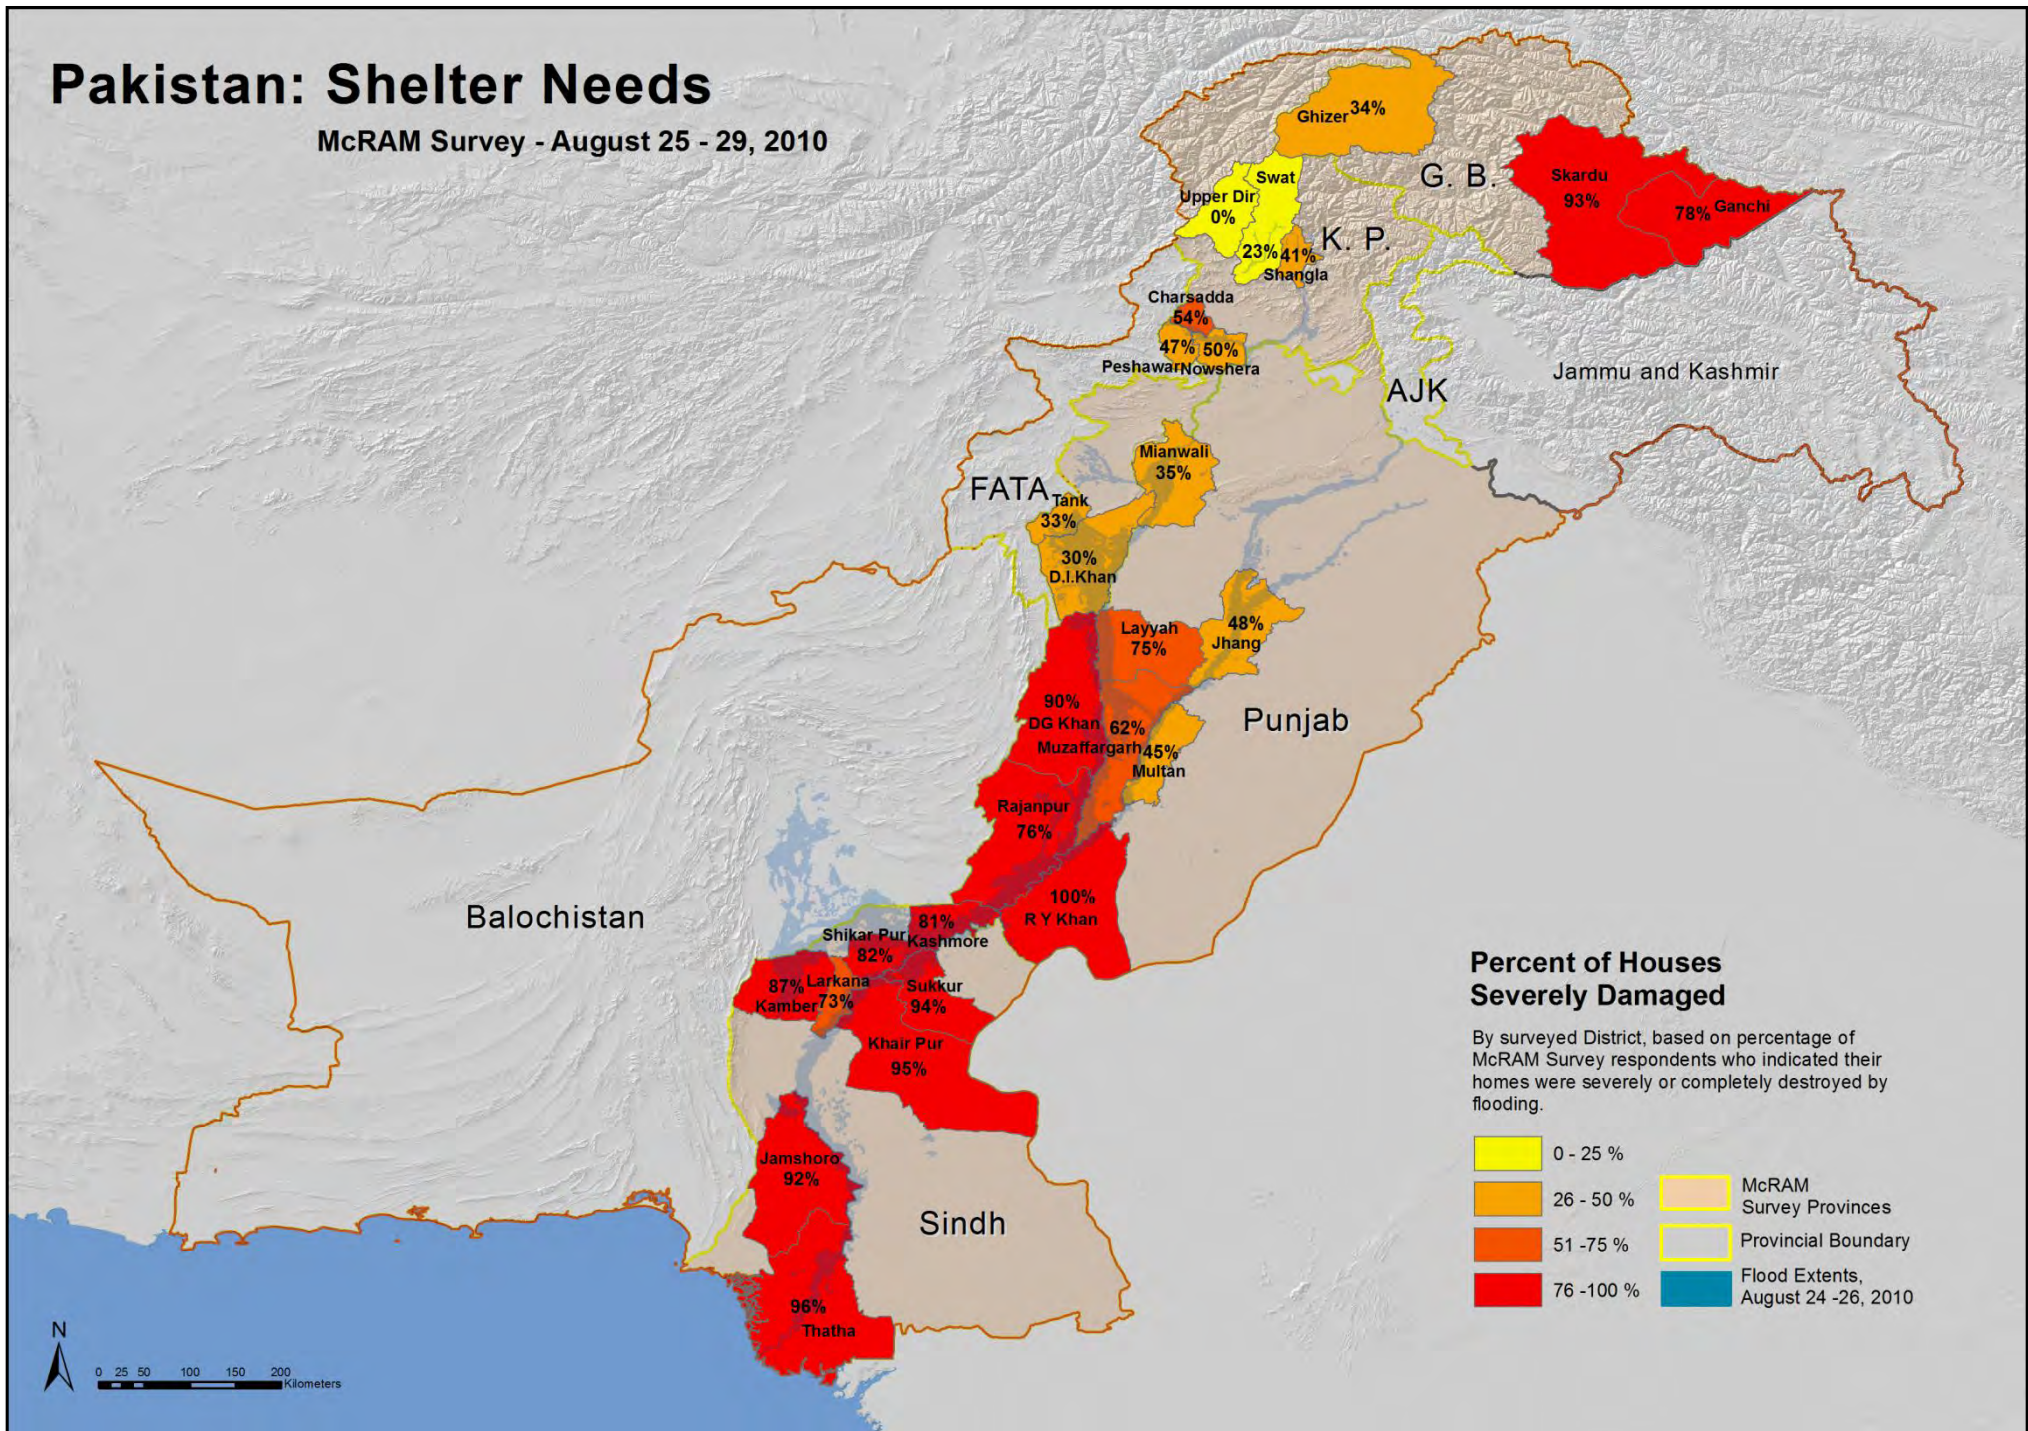 Pakistan: Shelter Needs
McRAM Survey - August 25 - 29, 2010
Ghizer 34%
Skardu
93%
78% Ganchi
G. B.
Swat
23%
Upper Dir
0%
K. P.
41%
Shangla
Charsadda
54%
47%
Peshawar
50%
Nowshera
Jammu and Kashmir
AJK
Mianwali
35%
FATA
Tank
33%
30%
D.I.Khan
Layyah
75%
48%
Jhang
90%
DG Khan
62%
Muzaffargarh
45%
Multan
Punjab
Rajanpur
76%
100%
R Y Khan
Balochistan
81%
Kashmore
Shikar Pur
82%
87%
Kamber
Larkana
73%
Sukkur
94%
Khair Pur
95%
Jamshoro
92%
Sindh
96%
Thatha
Percent of Houses
Severely Damaged
By surveyed District, based on percentage of
McRAM Survey respondents who indicated their
homes were severely or completely destroyed by
flooding.
0 - 25 %
26 - 50 %
51 -75 %
76 -100 %
McRAM
Survey Provinces
Provincial Boundary
Flood Extents,
August 24 -26, 2010
N
0 25 50 100 150 200
Kilometers